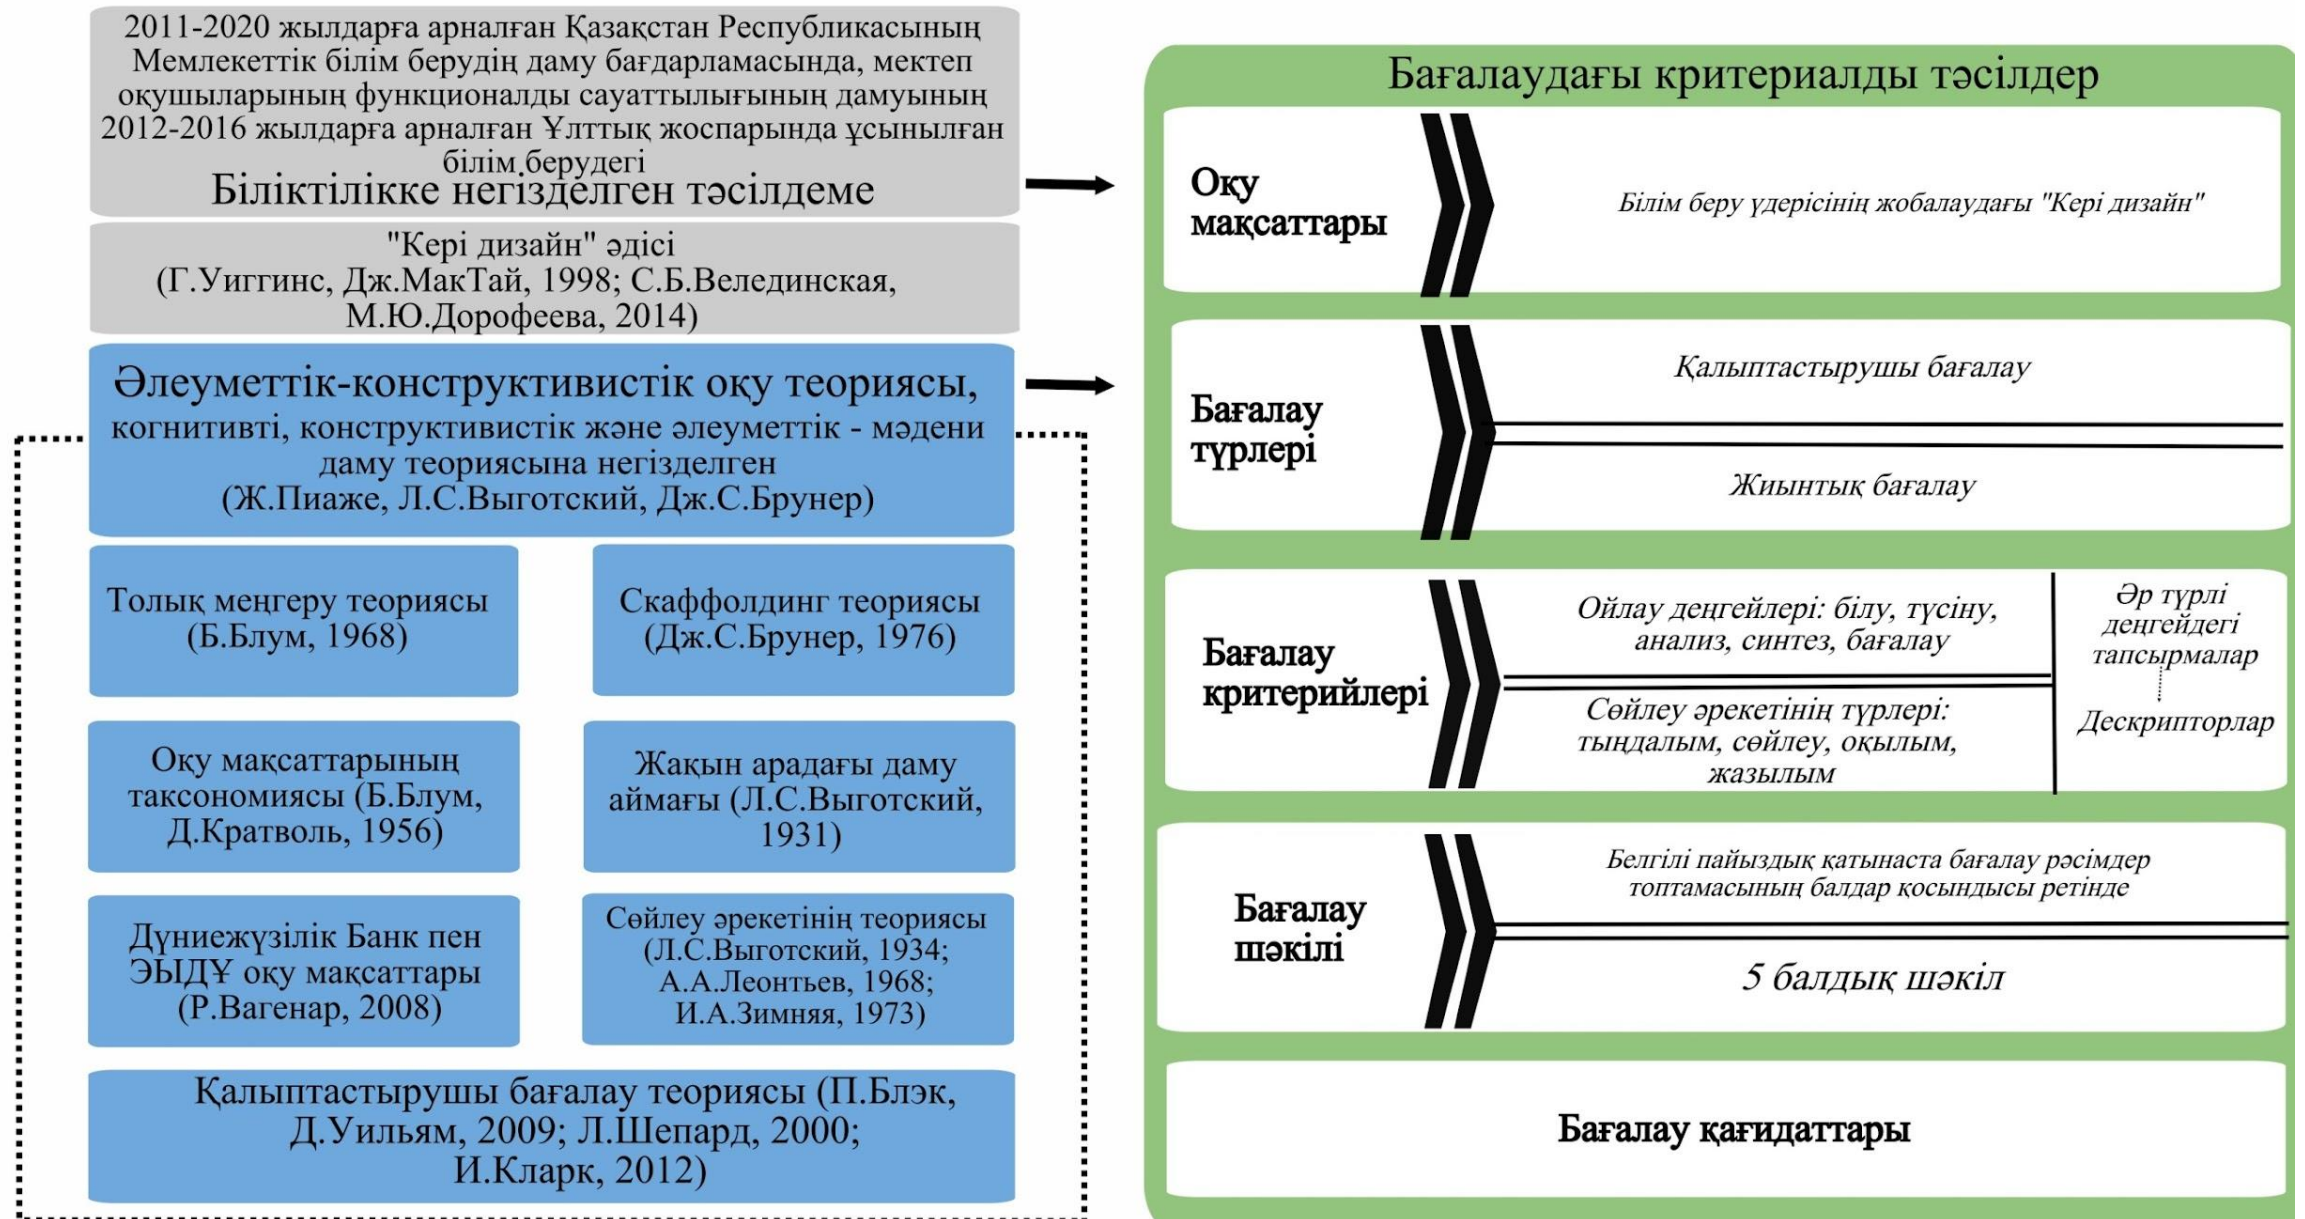 2011-2020 жылдарға арналған Қазақстан Республикасының
Мемлекеттік білім берудің даму бағдарламасында, мектеп
оқушыларының функционалды сауаттылығының дамуының
2012-2016 жылдарға арналған Ұлттық жоспарында ұсынылған
білім берудегі
Біліктілікке негізделген тәсілдеме
"Кері дизайн" әдісі
(Г.Уиггинс, Дж.МакТай, 1998; С.Б.Велединская,
М.Ю.Дорофеева, 2014)
Әлеуметтік-конструктивистік оқу теориясы,
когнитивті, конструктивистік және әлеуметтік - мәдени
даму теориясына негізделген
(Ж.Пиаже, Л.С.Выготский, Дж.С.Брунер)
Толық меңгеру теориясы
(Б.Блум, 1968)
Скаффолдинг теориясы
(Дж.С.Брунер, 1976)
Оқу мақсаттарының
таксономиясы (Б.Блум,
Д.Кратволь, 1956)
Жақын арадағы даму
аймағы (Л.С.Выготский,
1931)
Дүниежүзілік Банк пен
ЭЫДҰ оқу мақсаттары
(Р.Вагенар, 2008)
Сөйлеу әрекетінің теориясы
(Л.С.Выготский, 1934;
А.А.Леонтьев, 1968;
И.А.Зимняя, 1973)
Қалыптастырушы бағалау теориясы (П.Блэк,
Д.Уильям, 2009; Л.Шепард, 2000;
И.Кларк, 2012)
Бағалаудағы критериалды тәсілдер
Оқу
мақсаттары
Білім беру үдерісінің жобалаудағы "Кері дизайн"
Бағалау
түрлері
Қалыптастырушы бағалау
Жиынтық бағалау
Бағалау
критерийлері
Ойлау деңгейлері: білу, түсіну,
анализ, синтез, бағалау
Сөйлеу әрекетінің түрлері:
тыңдалым, сөйлеу, оқылым,
жазылым
Әр түрлі
деңгейдегі
тапсырмалар
Дескрипторлар
Бағалау
шәкілі
Белгілі пайыздық қатынаста бағалау рәсімдер
топтамасының балдар қосындысы ретінде
5 балдық шәкіл
Бағалау қағидаттары